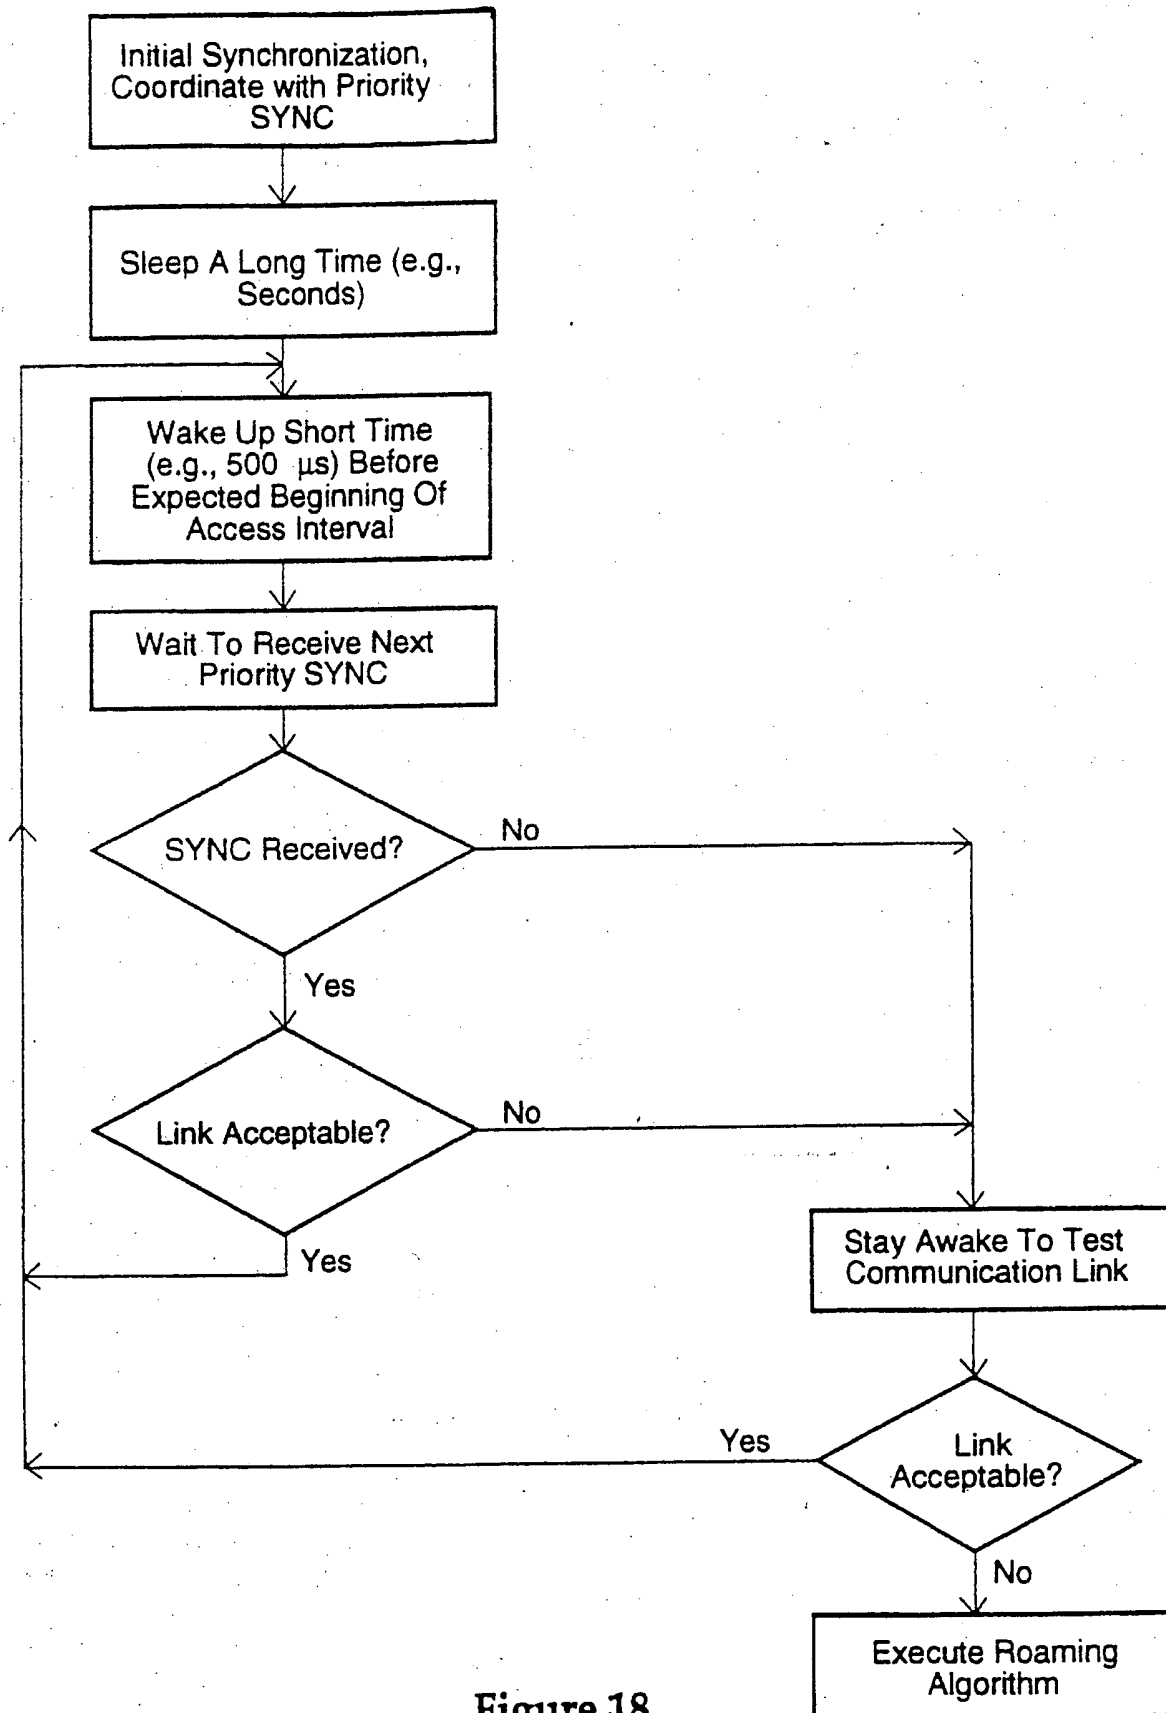 Initial Synchronization,
Coordinate with Priority
SYNC
Sleep A Long Time (e.g.,
Seconds)
Wake Up Short Time
(e.g., 500 µs) Before
Expected Beginning Of
Access Interval
Wait To Receive Next
Priority SYNC
SYNC Received?
No
Yes
Link Acceptable?
No
Yes
Stay Awake To Test
Communication Link
Link
Acceptable?
Yes
No
Execute Roaming
Algorithm
Figure 18